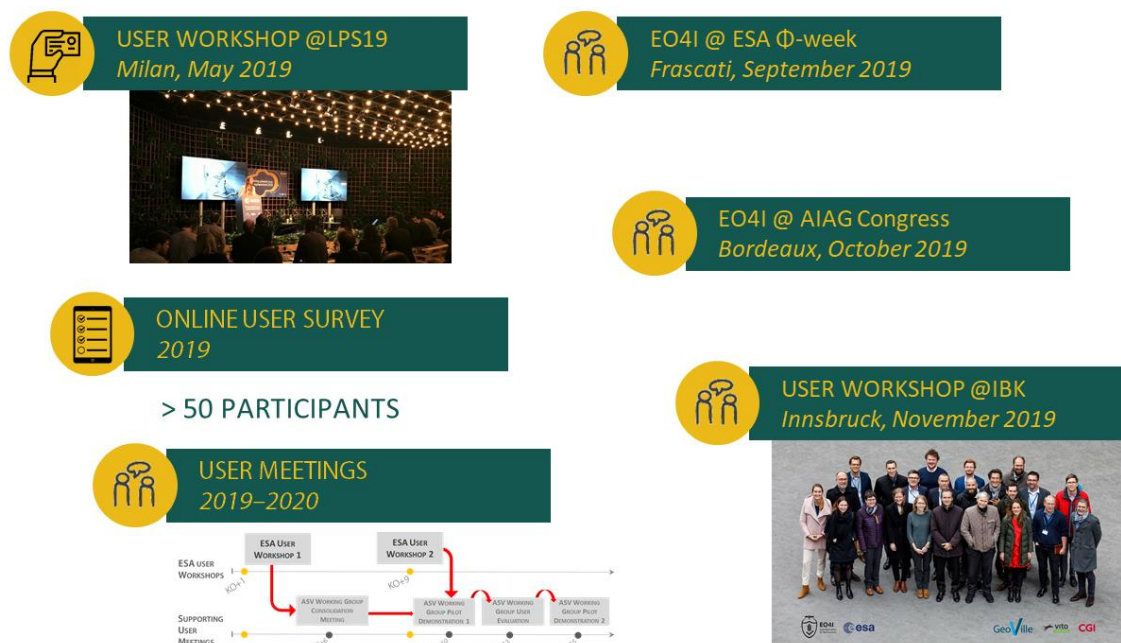 USER WORKSHOP @LPS19
Milan, May 2019
ONLINE USER SURVEY
2019
> 50 PARTICIPANTS
USER MEETINGS
2019–2020
ESA USER
WORKSHOP 1
ESA USER
WORKSHOP 2
ESA USER
WORKSHOPS
KO+1
KO+9
ASV WORKING GROUP
CONSOLIDATION
MEETING
ASV WORKING
GROUP PILOT
DEMONSTRATION 1
ASV WORKING
GROUP USER
EVALUATION
ASV WORKING
GROUP PILOT
DEMONSTRATION 2
SUPPORTING
USER
MEETINGS
EO4I @ ESA Φ-week
Frascati, September 2019
EO4I @ AIAG Congress
Bordeaux, October 2019
USER WORKSHOP @IBK
Innsbruck, November 2019
EO4I
esa
GeoVille
vito
CGI